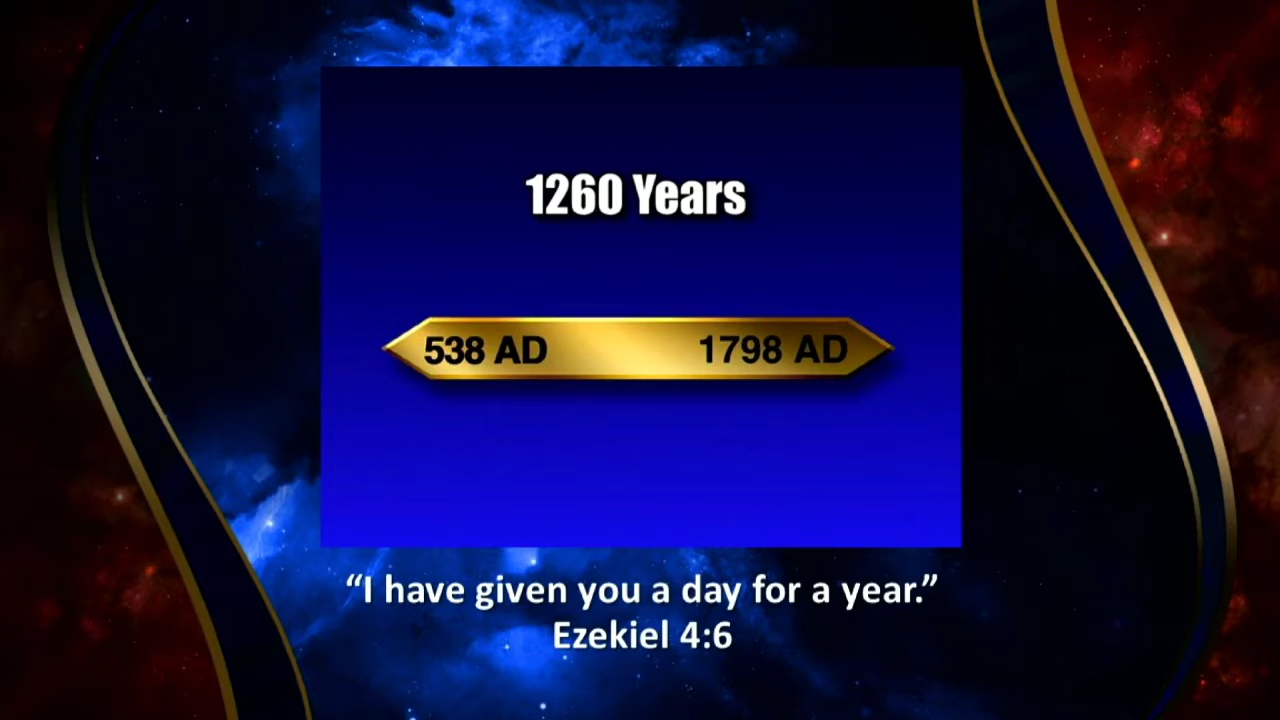 1260 Years
538 AD 1798 AD
“I have given you a day for a year.”
Ezekiel 4:6